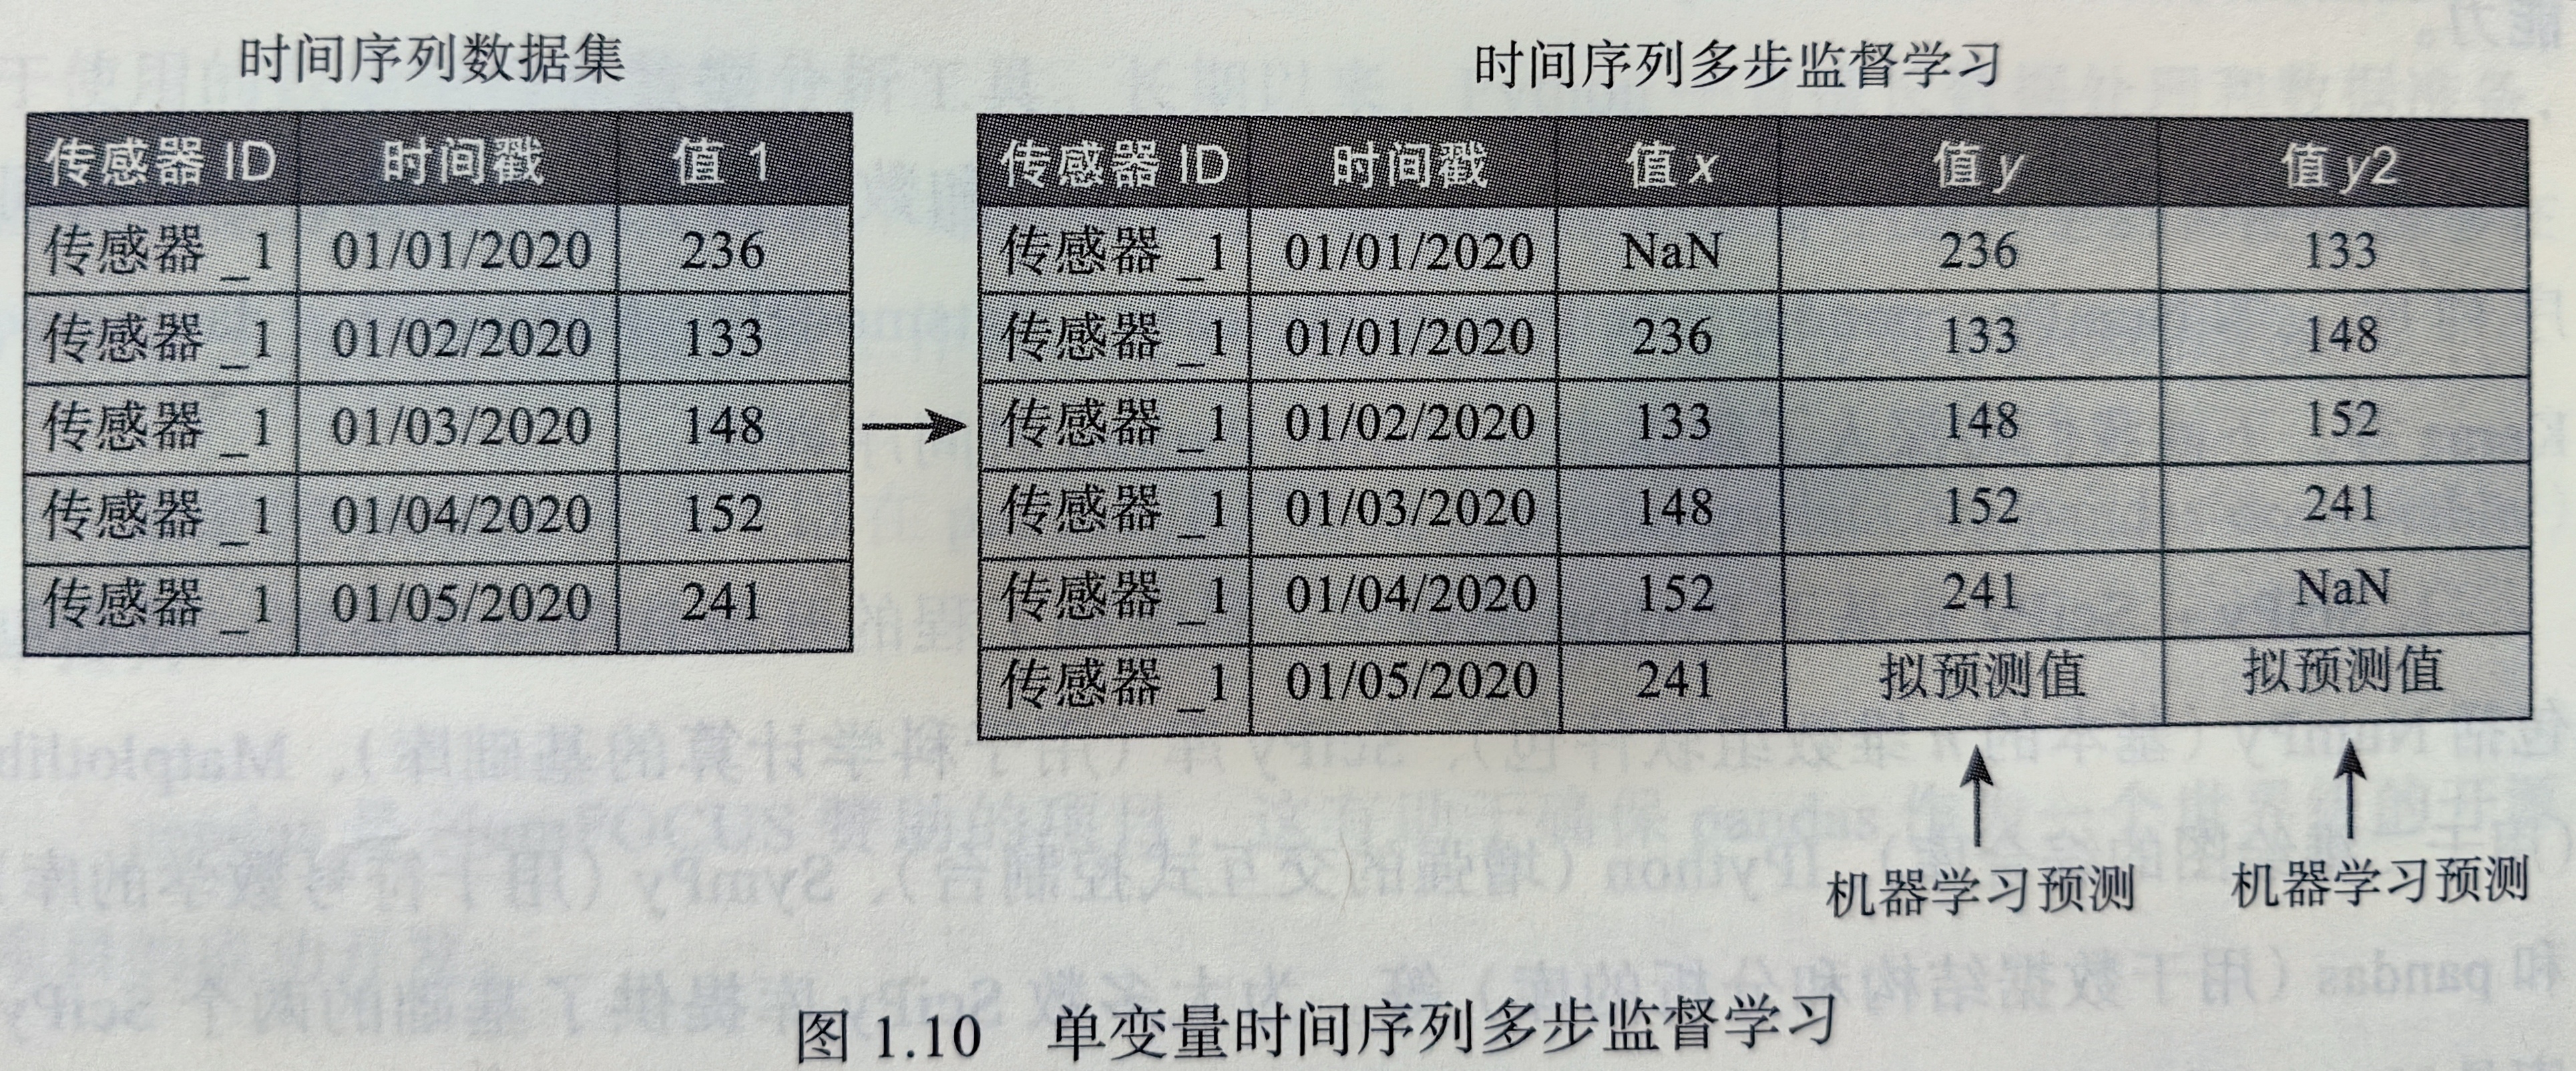 时间序列数据集
时间序列多步监督学习
传感器 ID 时间戳 值 1
传感器 _1 01/01/2020 236
传感器 _1 01/02/2020 133
传感器 _1 01/03/2020 148
传感器 _1 01/04/2020 152
传感器 _1 01/05/2020 241
传感器 ID 时间戳 值 x 值 y 值 y2
传感器 _1 01/01/2020 NaN 236 133
传感器 _1 01/01/2020 236 133 148
传感器 _1 01/02/2020 133 148 152
传感器 _1 01/03/2020 148 152 241
传感器 _1 01/04/2020 152 241 NaN
传感器 _1 01/05/2020 241 拟预测值 拟预测值
机器学习预测 机器学习预测
图 1.10 单变量时间序列多步监督学习